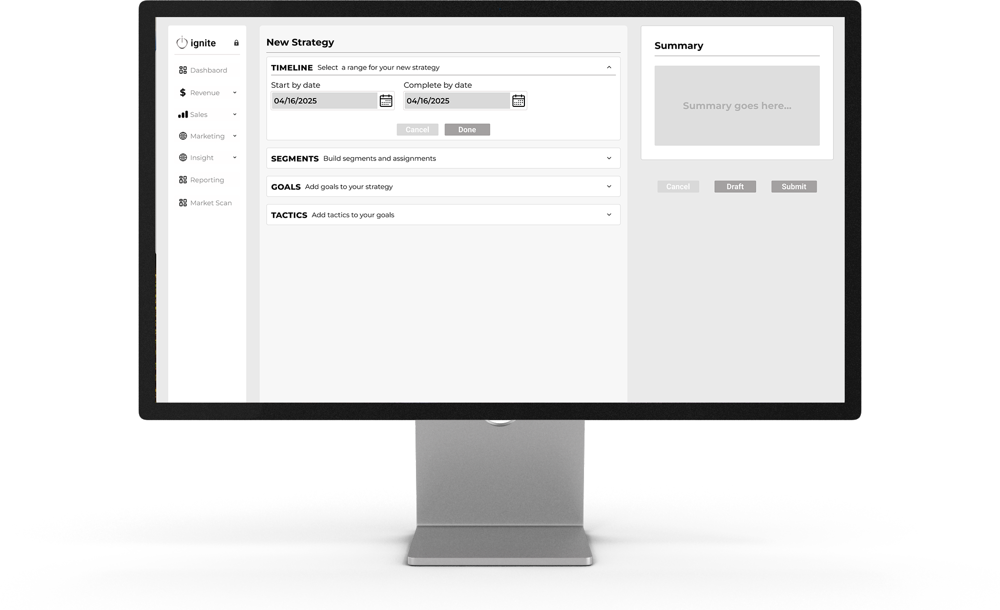 ignite
Dashbaord
Revenue
Sales
Marketing
Insight
Reporting
Market Scan
New Strategy
TIMELINE Select a range for your new strategy
Start by date
Complete by date
04/16/2025
04/16/2025
Cancel
Done
SEGMENTS Build segments and assignments
GOALS Add goals to your strategy
TACTICS Add tactics to your goals
Summary
Summary goes here...
Cancel
Draft
Submit